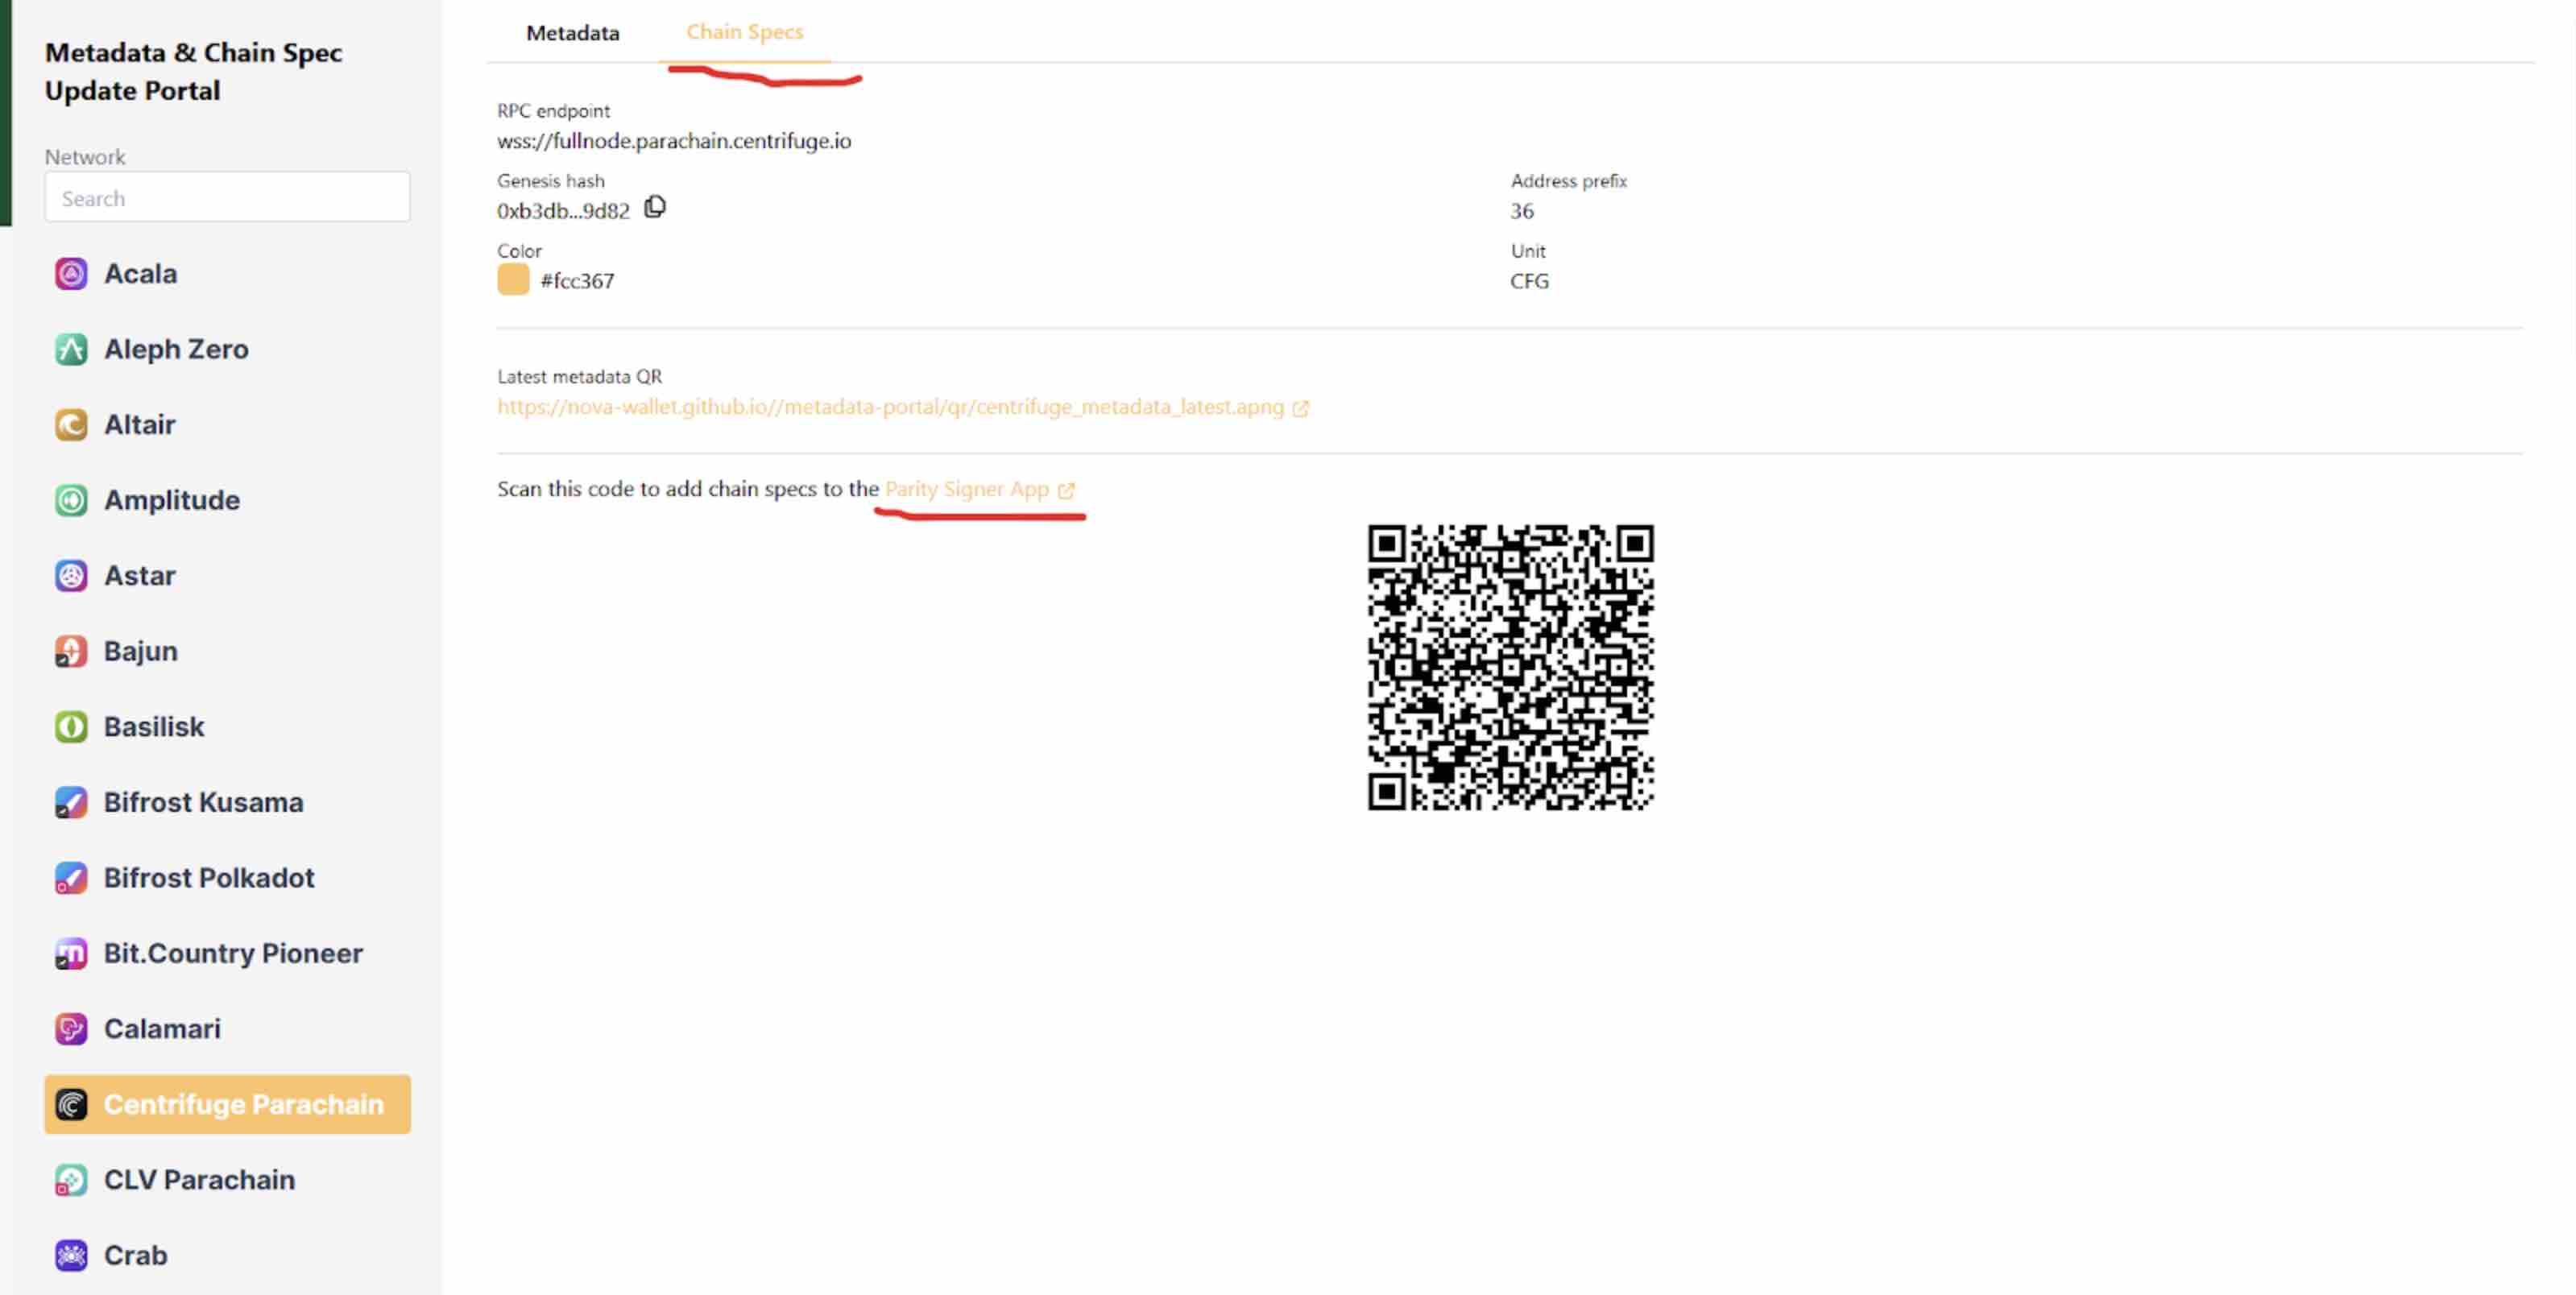 Metadata & Chain Spec
Update Portal
Network
Search
Acala
Aleph Zero
Altair
Amplitude
Astar
Bajun
Basilisk
Bifrost Kusama
Bifrost Polkadot
Bit.Country Pioneer
Calamari
Centrifuge Parachain
CLV Parachain
Crab
Metadata Chain Specs
RPC endpoint
wss://fullnode.parachain.centrifuge.io
Genesis hash Address prefix
0xb3db...9d82 36
Color Unit
#fcc367 CFG
Latest metadata QR
https://nova-wallet.github.io//metadata-portal/qr/centrifuge_metadata_latest.apng
Scan this code to add chain specs to the Parity Signer App